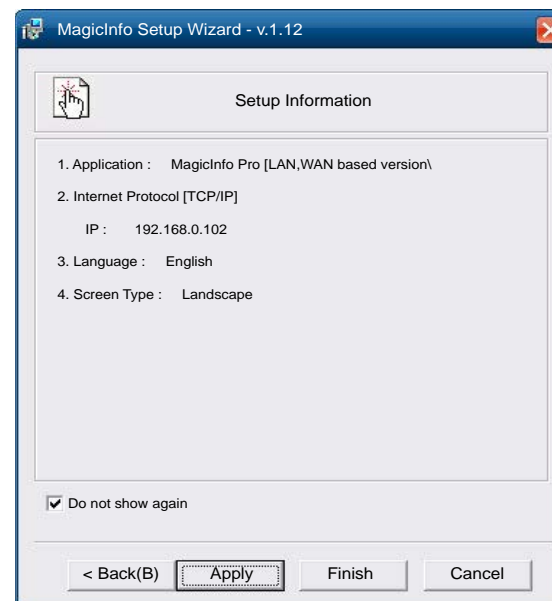 MagicInfo Setup Wizard - v.1.12
Setup Information
1. Application :    MagicInfo Pro [LAN,WAN based version\
2. Internet Protocol [TCP/IP]
IP :    192.168.0.102
3. Language :    English
4. Screen Type :    Landscape
Do not show again
< Back(B)    Apply    Finish    Cancel